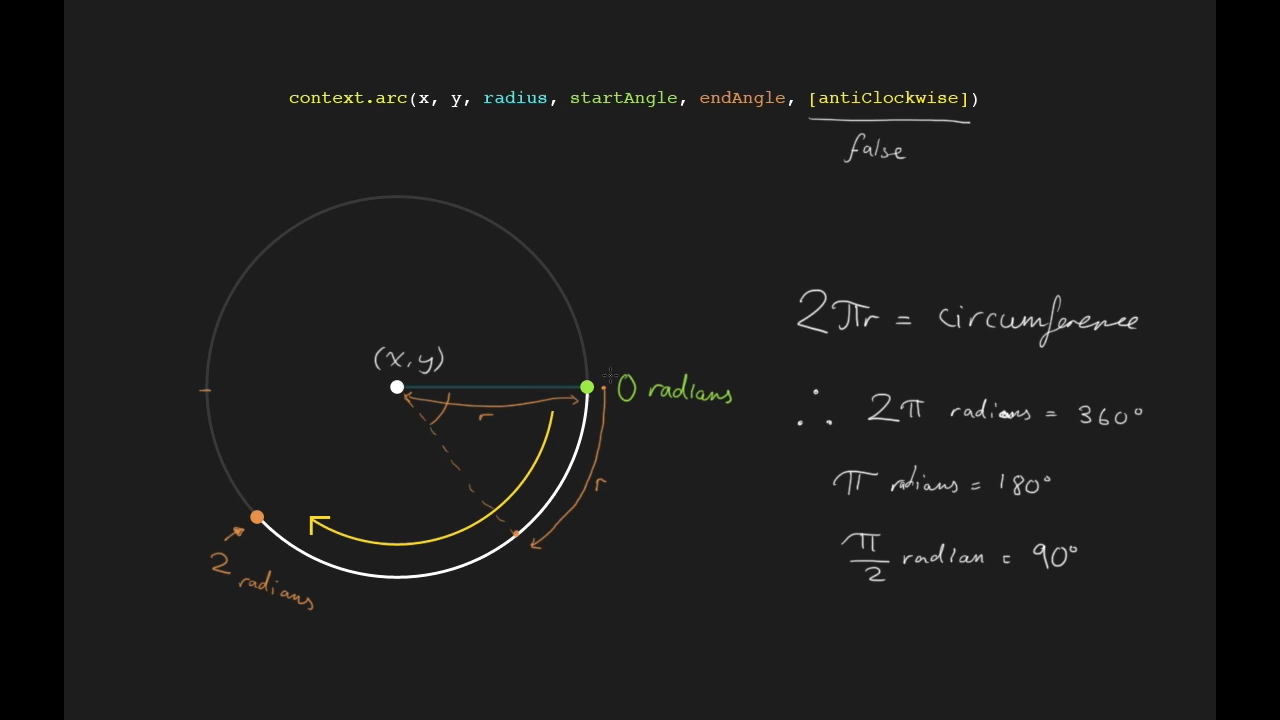 context.arc(x, y, radius, startAngle, endAngle, [antiClockwise])
false
2πr = circumference
(x,y)
0 radians
r
r
∴ 2π radians = 360°
π radians = 180°
π/2 radian = 90°
2 radians